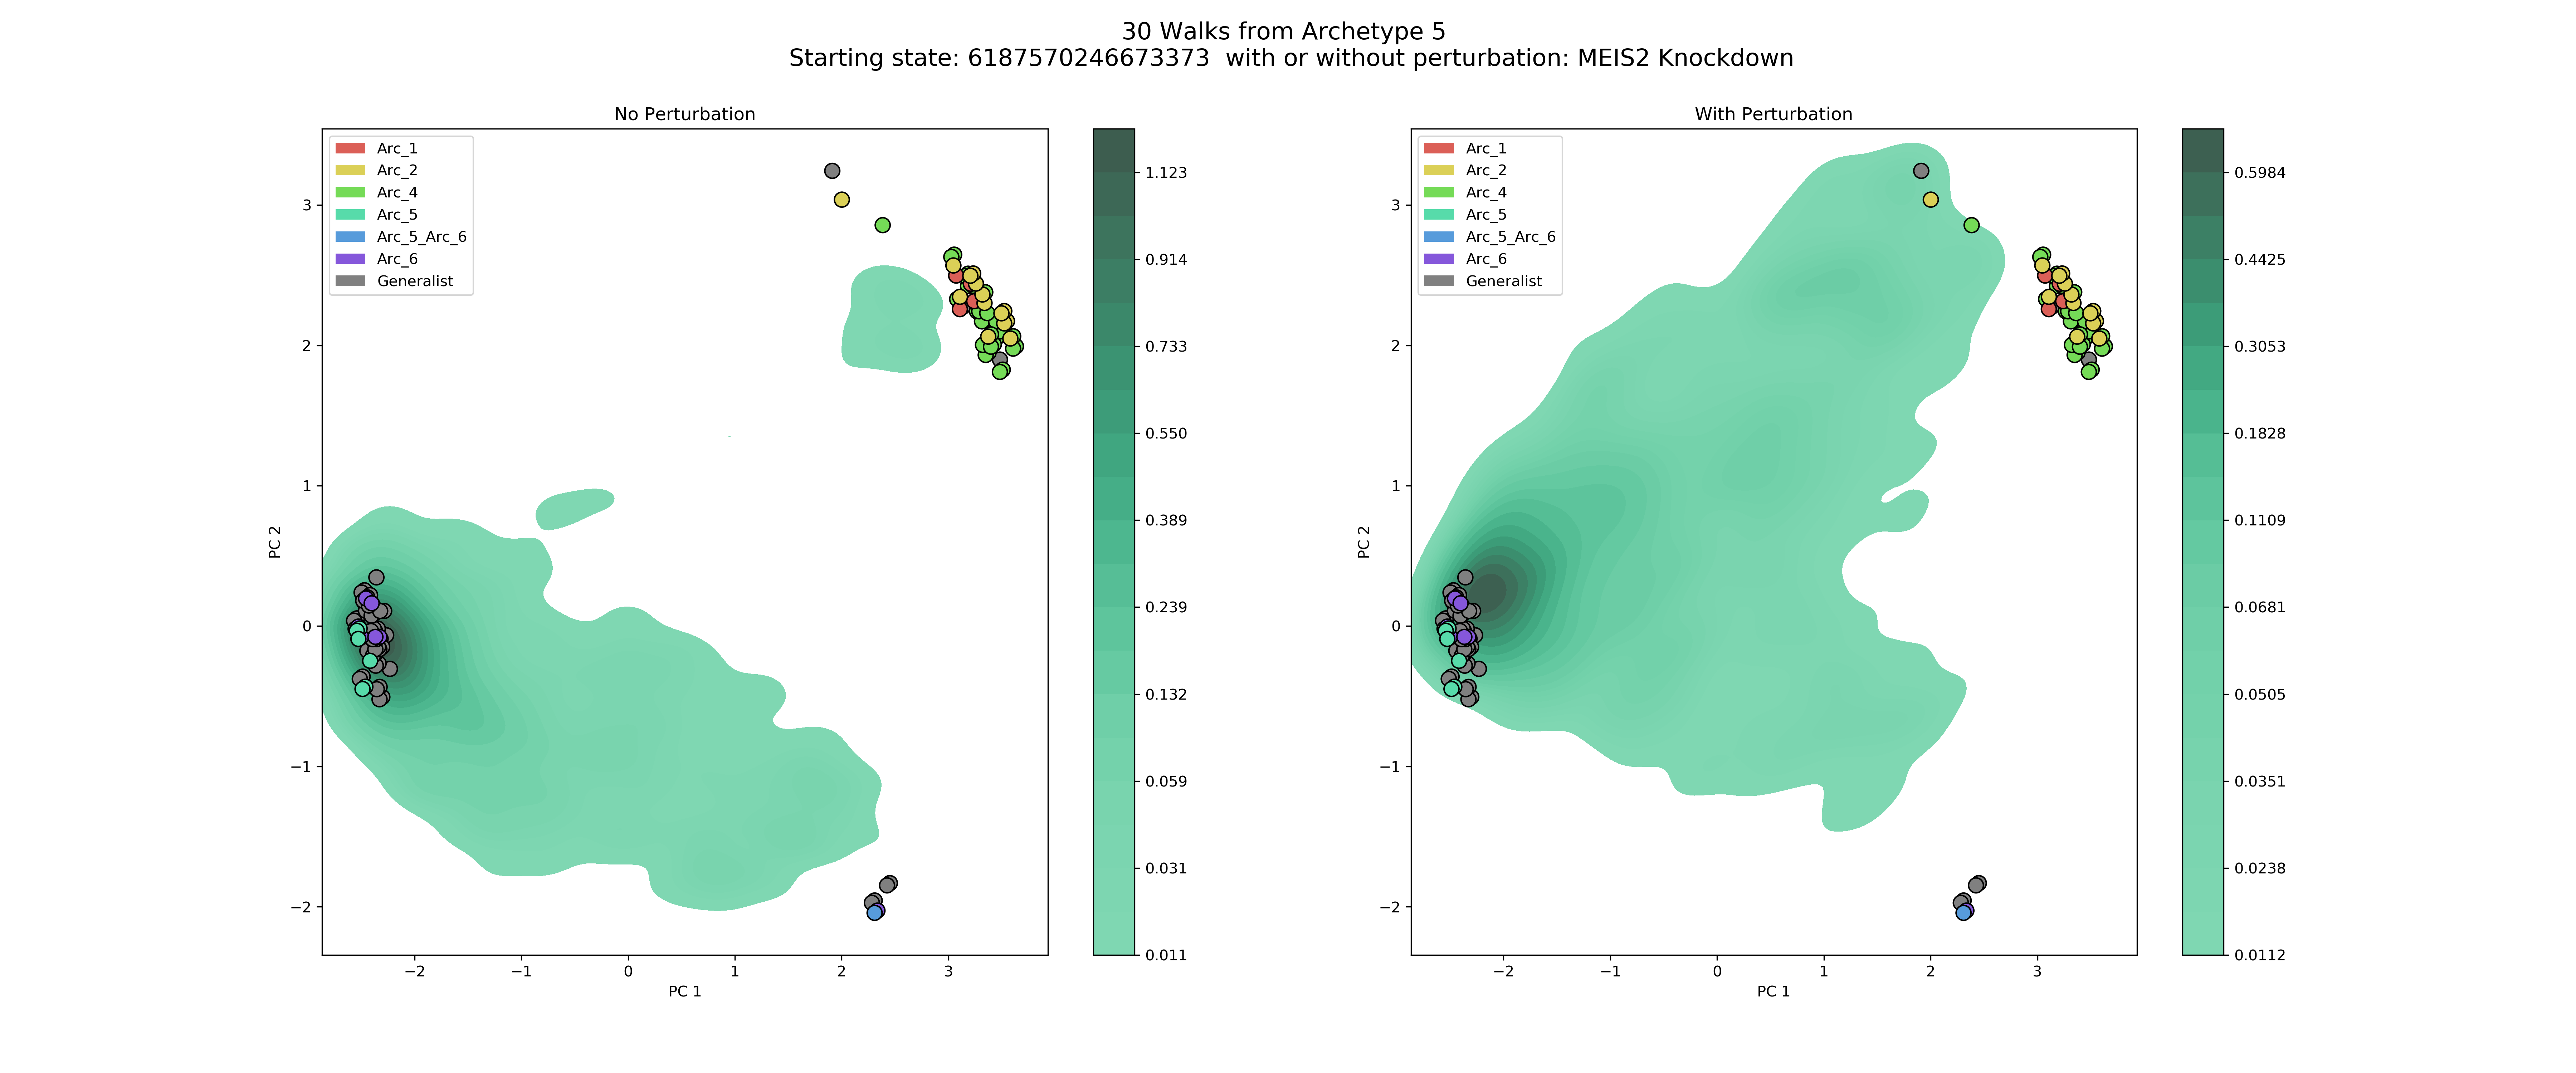 30 Walks from Archetype 5
Starting state: 6187570246673373  with or without perturbation: MEIS2 Knockdown
No Perturbation
Arc_1
Arc_2
Arc_4
Arc_5
Arc_5_Arc_6
Arc_6
Generalist
3
2
1
0
−1
−2
PC 2
−2
−1
0
1
2
3
PC 1
1.123
0.914
0.733
0.550
0.389
0.239
0.132
0.059
0.031
0.011
With Perturbation
Arc_1
Arc_2
Arc_4
Arc_5
Arc_5_Arc_6
Arc_6
Generalist
3
2
1
0
−1
−2
PC 2
−2
−1
0
1
2
3
PC 1
0.5984
0.4425
0.3053
0.1828
0.1109
0.0681
0.0505
0.0351
0.0238
0.0112